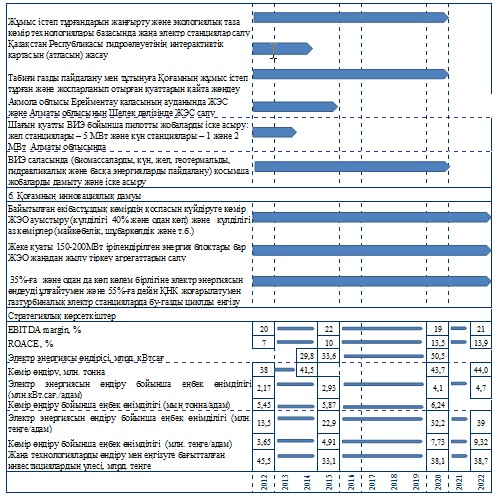 Жұмыс істеп тұрғандарын жаңғырту және экологиялық таза
көмір технологиялары базасында жаңа электр станциялар салу
Қазақстан Республикасы гидроәлеуетінің интерактивтік
картасын (атласын) жасау
Табиғи газды пайдалану мен тұтынуға Қоғамның жұмыс істеп
тұрған және жоспарланып отырған қуаттарын қайта жөндеу
Ақмола облысы Ерейментау қаласының ауданында ЖЭС
және Алматы облысының Шелек дәлізінде ЖЭС салу
Шағын қуатты ВИЭ бойынша пилотты жобаларды іске асыру:
жел станциялары – 5 МВт және күн станциялары – 1 және 2
МВт Алматы облысында
ВИЭ саласында (биомассаларды, күн, жел, геотермальды,
гидравликалық және басқа энергияларды пайдалану) қосымша
жобаларды дамыту және іске асыру
6. Қоғамның инновациялық дамуы
Байытылған екібастұздық көмірдің қоспасын күйдіруге көмір
ЖЭО ауыстыру (күлділігі 40% және одан көп) және күлділігі
аз көмірлер (майкөбелік, шұбаркөлдік және т.б.)
Жеке қуаты 150-200МВт ірілендірілген энергия блоктары бар
ЖЭО жаңадан жылу тіркеу агрегаттарын салу
35%-ға және одан да көп көлем бірлігіне электр энергиясын
өндеуді ұлғайтумен және 55%-ға дейін ҚНК жоғарылатумен
газтурбиналық электр станцияларда бу-газды циклды енгізу
Стратегиялық көрсеткіштер
EBITDA margin, % 20 22 19 21
ROACE, % 7 10 13,5 13,9
Электр энергиясы өндірісі, млрд. кВтсағ 29,8 33,6 50,5
Көмір өндіру, млн. тонна 38 41,5 43,7 44,0
Электр энергиясын өндіру бойынша еңбек өнімділігі
(млн.кВт.сағ./адам) 2,17 2,93 4,1 4,7
Көмір өндіру бойынша еңбек өнімділігі (мың тонна/адам) 5,45 5,87 6,24
Электр энергиясын өндіру бойынша еңбек өнімділігі (млн.
теңге/адам) 13,5 22,9 32,2 39
Көмір өндіру бойынша еңбек өнімділігі (млн. теңге/адам) 3,65 4,91 7,73 9,32
Жаңа технологияларды өндіру мен енгізуге бағытталған
инвестициялардың үлесі, млрд. теңге 45,5 33,1 38,1 38,7
2012 2013 2014 2015 2016 2017 2018 2019 2020 2021 2022